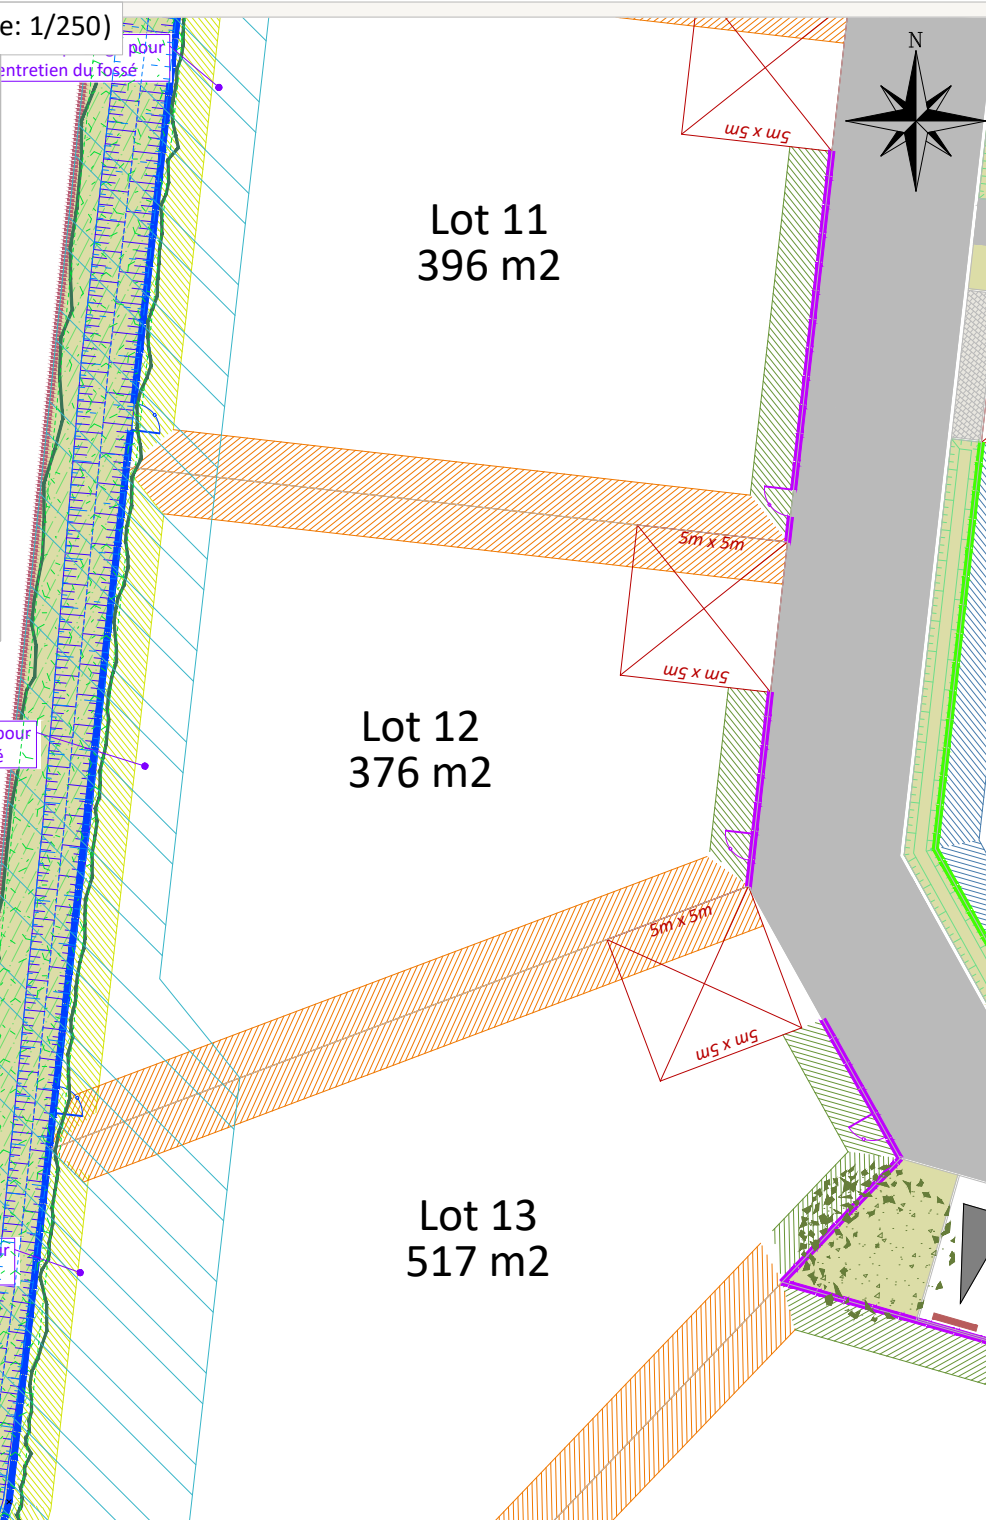 e: 1/250)
pour
entretien du fossé
N
5m x 5m
Lot 11
396 m2
5m x 5m
5m x 5m
Lot 12
376 m2
pour
é
5m x 5m
5m x 5m
Lot 13
517 m2
ur